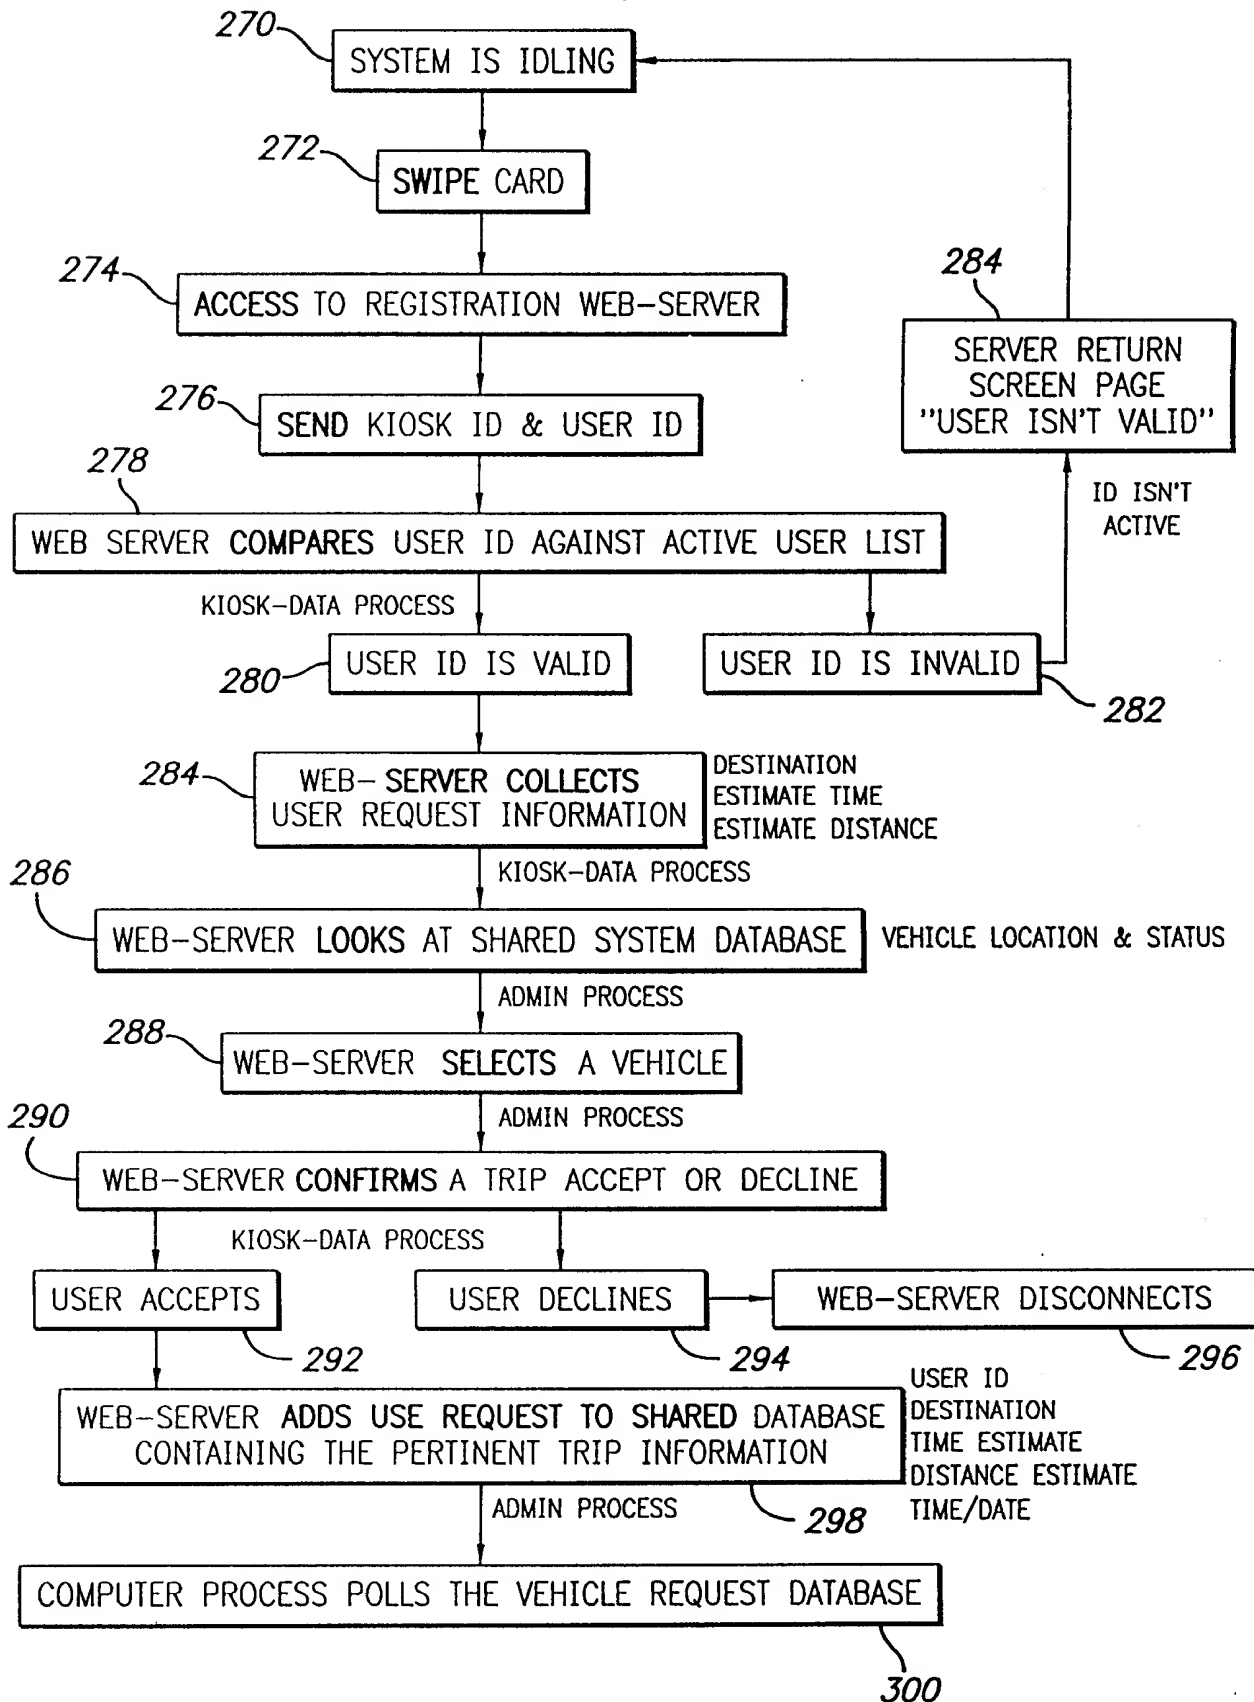 270
SYSTEM IS IDLING
272
SWIPE CARD
274
ACCESS TO REGISTRATION WEB-SERVER
284
SERVER RETURN
SCREEN PAGE
"USER ISN'T VALID"
276
SEND KIOSK ID & USER ID
278
ID ISN'T
ACTIVE
WEB SERVER COMPARES USER ID AGAINST ACTIVE USER LIST
KIOSK-DATA PROCESS
280
USER ID IS VALID
USER ID IS INVALID
282
284
WEB- SERVER COLLECTS
USER REQUEST INFORMATION
DESTINATION
ESTIMATE TIME
ESTIMATE DISTANCE
KIOSK-DATA PROCESS
286
WEB-SERVER LOOKS AT SHARED SYSTEM DATABASE
VEHICLE LOCATION & STATUS
ADMIN PROCESS
288
WEB-SERVER SELECTS A VEHICLE
ADMIN PROCESS
290
WEB-SERVER CONFIRMS A TRIP ACCEPT OR DECLINE
KIOSK-DATA PROCESS
USER ACCEPTS
292
USER DECLINES
294
WEB-SERVER DISCONNECTS
296
WEB-SERVER ADDS USE REQUEST TO SHARED DATABASE
CONTAINING THE PERTINENT TRIP INFORMATION
USER ID
DESTINATION
TIME ESTIMATE
DISTANCE ESTIMATE
TIME/DATE
298
ADMIN PROCESS
COMPUTER PROCESS POLLS THE VEHICLE REQUEST DATABASE
300